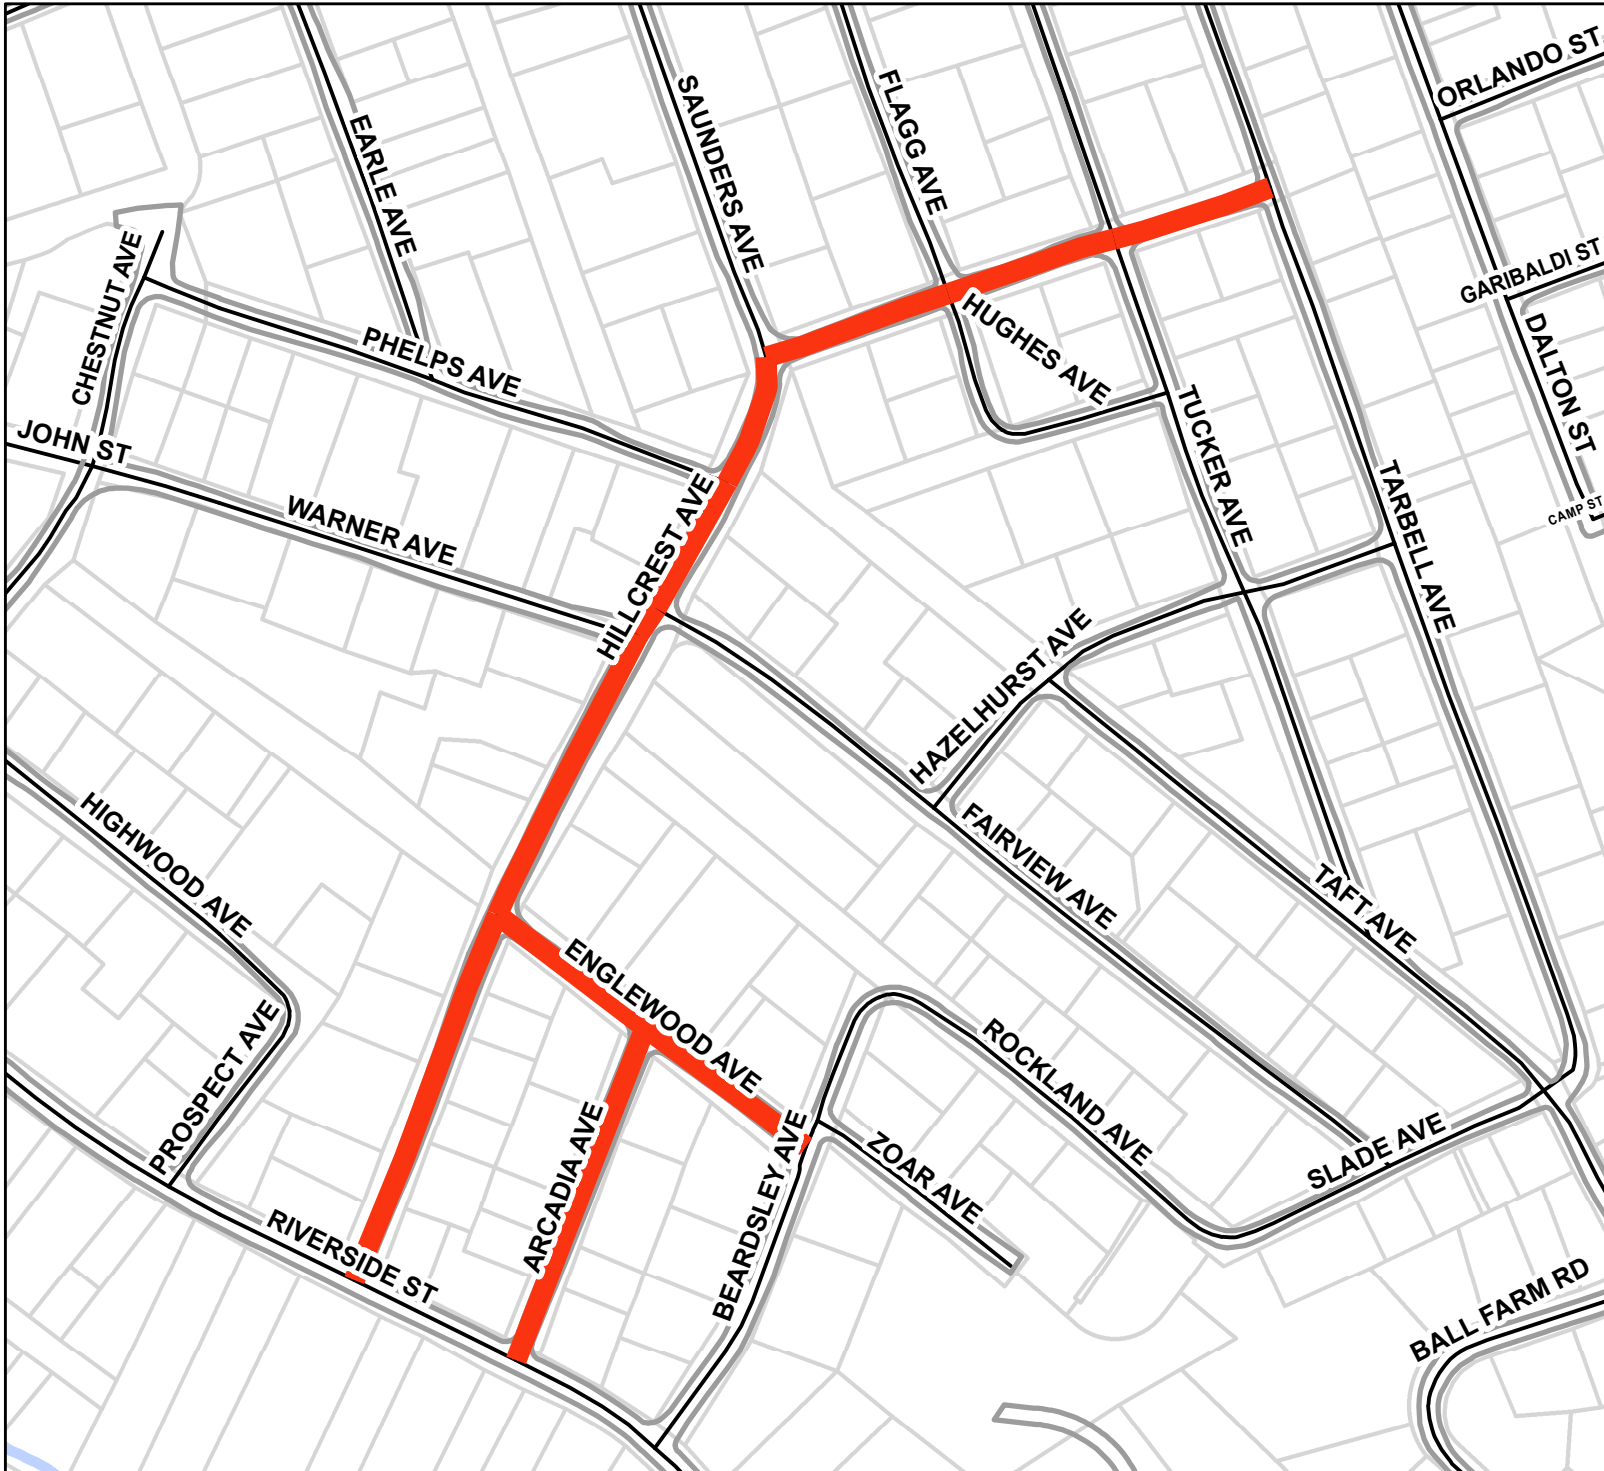 ORLANDO ST
SAUNDERS AVE
FLAGG AVE
EARLE AVE
CHESTNUT AVE
GARIBALDI ST
HUGHES AVE
DALTON ST
PHELPS AVE
TUCKER AVE
JOHN ST
TARBELL AVE
WARNER AVE
HILLCREST AVE
CAMP ST
HAZELHURST AVE
HIGHWOOD AVE
FAIRVIEW AVE
TAFT AVE
ENGLEWOOD AVE
PROSPECT AVE
ROCKLAND AVE
ARCADIA AVE
BEARDSLEY AVE
ZOAR AVE
SLADE AVE
RIVERSIDE ST
BALL FARM RD